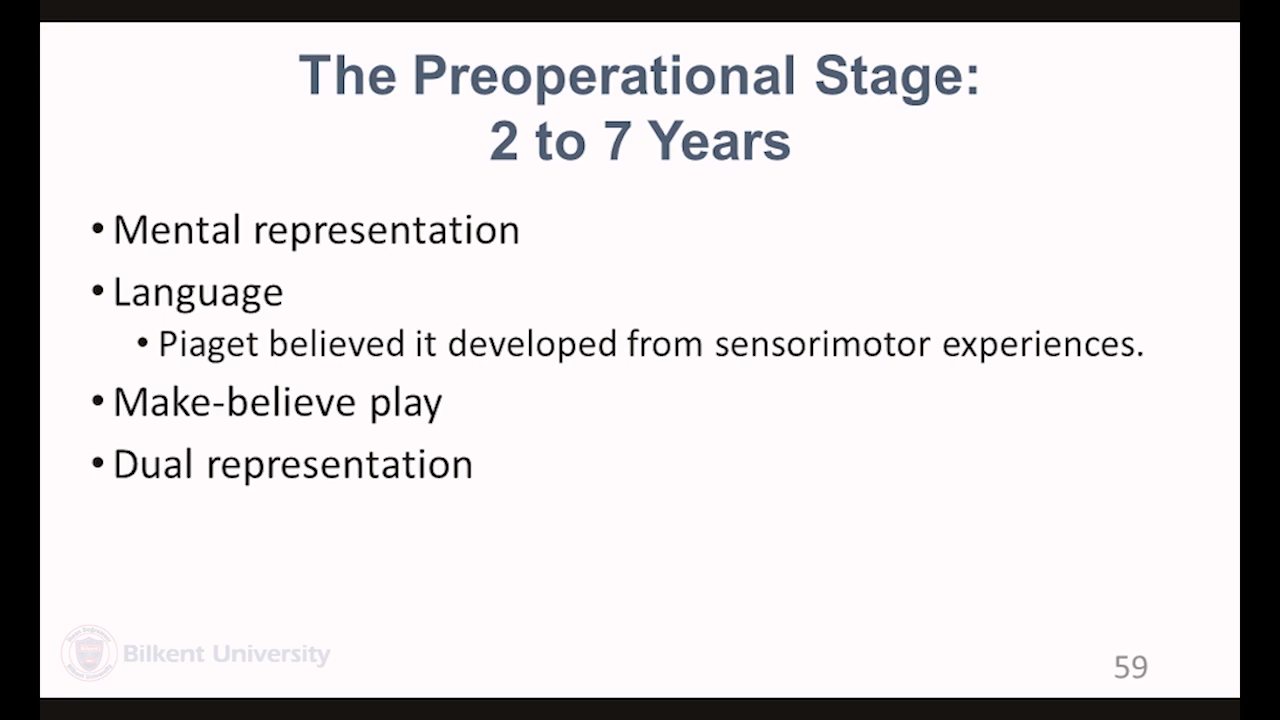 The Preoperational Stage:
2 to 7 Years
• Mental representation
• Language
• Piaget believed it developed from sensorimotor experiences.
• Make-believe play
• Dual representation
Bilkent University
59